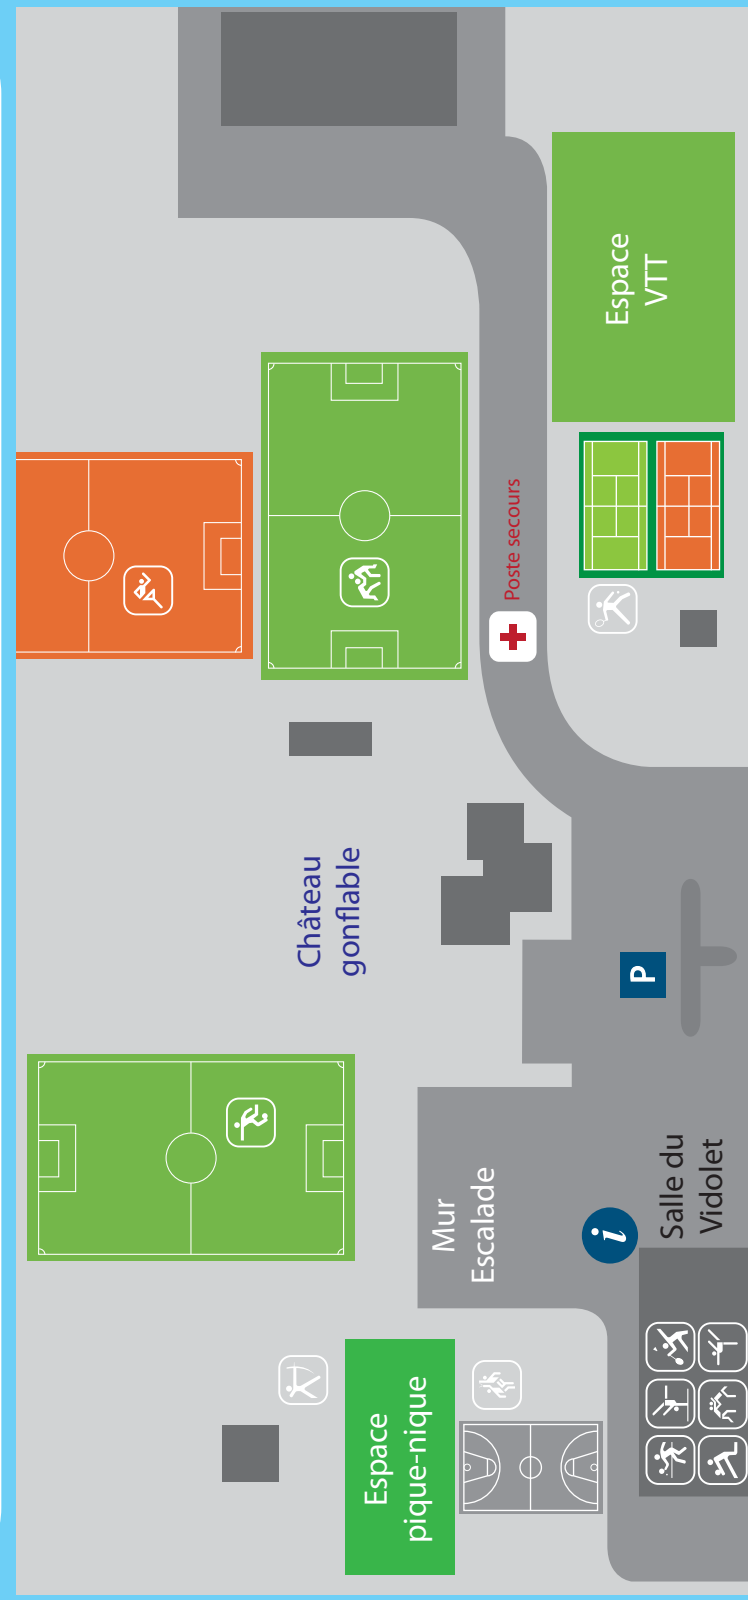 Espace
VTT
Poste secours
Château
gonflable
P
Mur
Escalade
i
Salle du
Vidolet
Espace
pique-nique